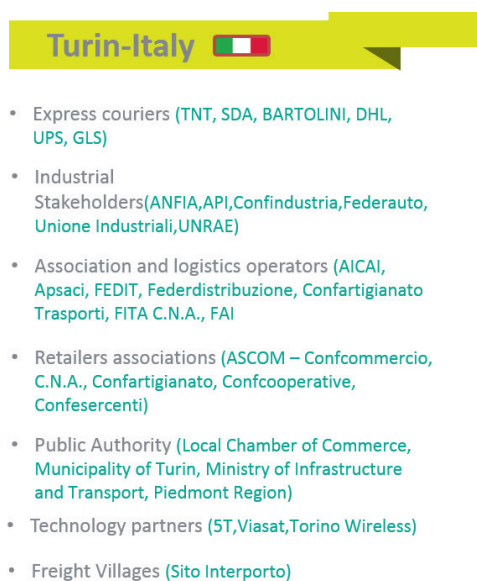 Turin-Italy
• Express couriers (TNT, SDA, BARTOLINI, DHL,
UPS, GLS)
• Industrial
Stakeholders(ANFIA,API,Confindustria,Federauto,
Unione Industriali,UNRAE)
• Association and logistics operators (AICAI,
Apsaci, FEDIT, Federdistribuzione, Confartigianato
Trasporti, FITA C.N.A., FAI
• Retailers associations (ASCOM – Confcommercio,
C.N.A., Confartigianato, Confcooperative,
Confesercenti)
• Public Authority (Local Chamber of Commerce,
Municipality of Turin, Ministry of Infrastructure
and Transport, Piedmont Region)
• Technology partners (5T,Viasat,Torino Wireless)
• Freight Villages (Sito Interporto)